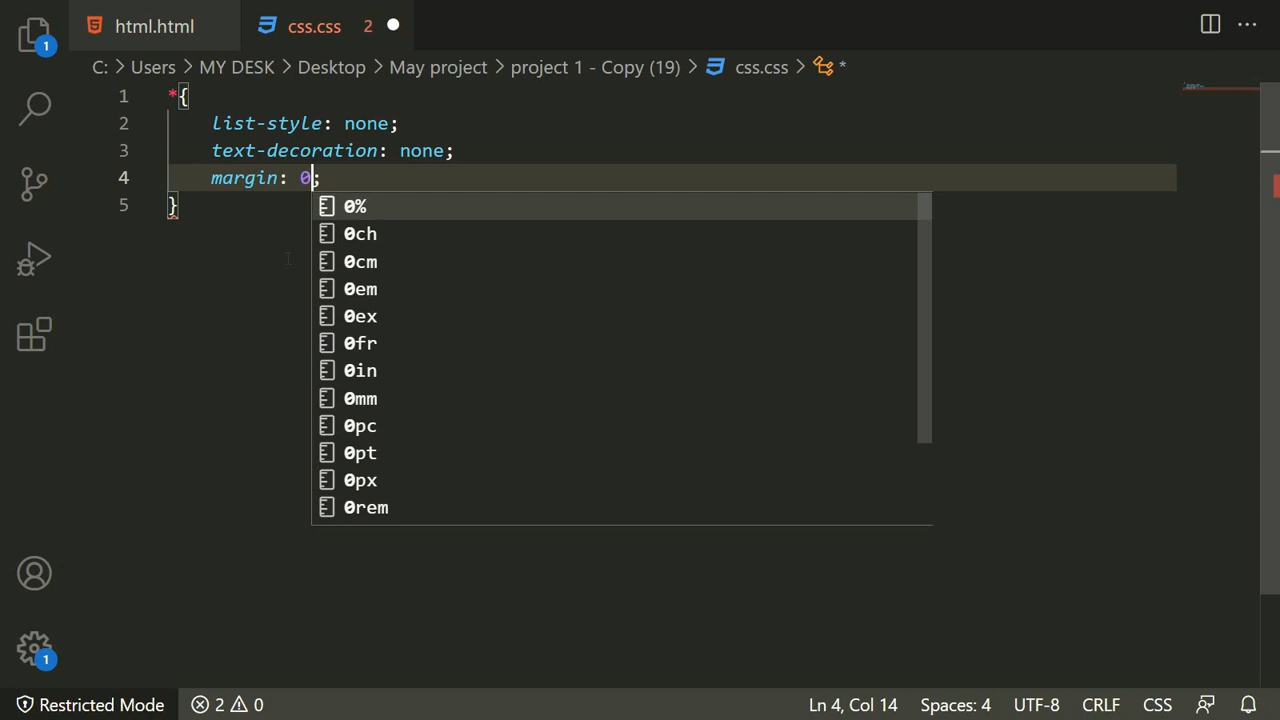 html.html
css.css 2
C: > Users > MY DESK > Desktop > May project > project 1 - Copy (19) > css.css > *
1 *{
2 list-style: none;
3 text-decoration: none;
4 margin: 0;
5 }
0%
0ch
0cm
0em
0ex
0fr
0in
0mm
0pc
0pt
0px
0rem
1
1
Restricted Mode 2 0 Ln 4, Col 14 Spaces: 4 UTF-8 CRLF CSS